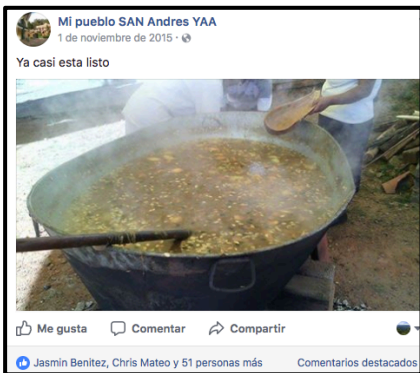 Mi pueblo SAN Andres YAA
1 de noviembre de 2015 ·
Ya casi esta listo
Me gusta Comentar Compartir
Jasmin Benitez, Chris Mateo y 51 personas más Comentarios destacados